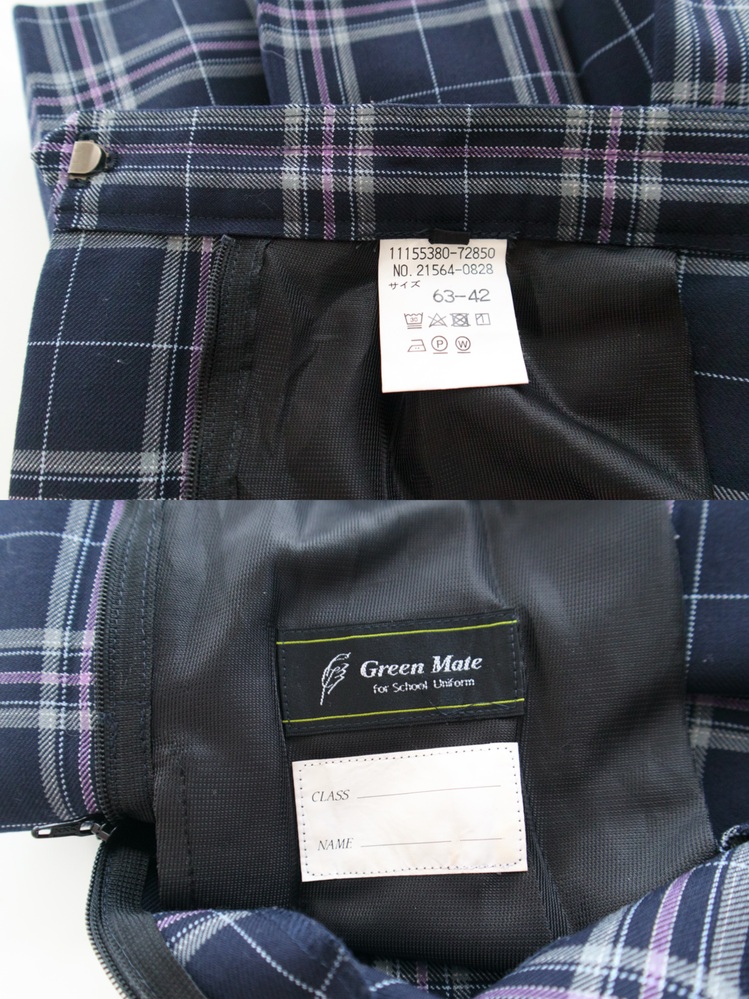 11155380-72850
NO. 21564-0828
サイズ
63-42
P W
Green Mate
for School Uniform
CLASS
NAME